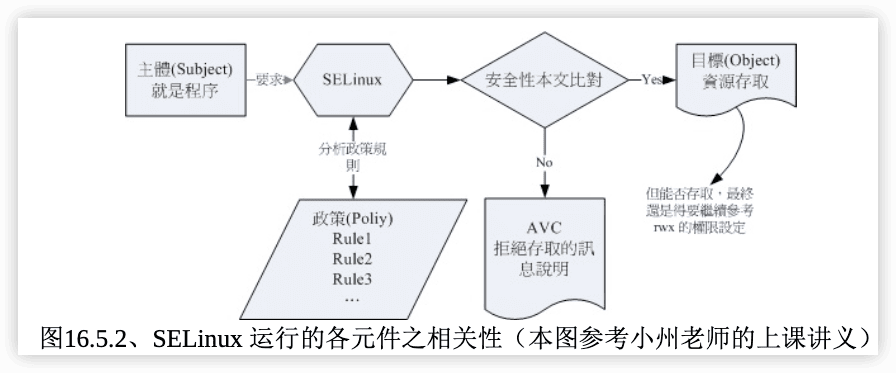 主體(Subject)
就是程序
要求
SELinux
安全性本文比對
Yes
目標(Object)
資源存取
分析政策規
則
No
但能否存取，最終
還是得要繼續參考
rwx 的權限設定
政策(Poliy)
Rule1
Rule2
Rule3
…
AVC
拒絕存取的訊
息說明
图16.5.2、SELinux 运行的各元件之相关性（本图参考小州老师的上课讲义）